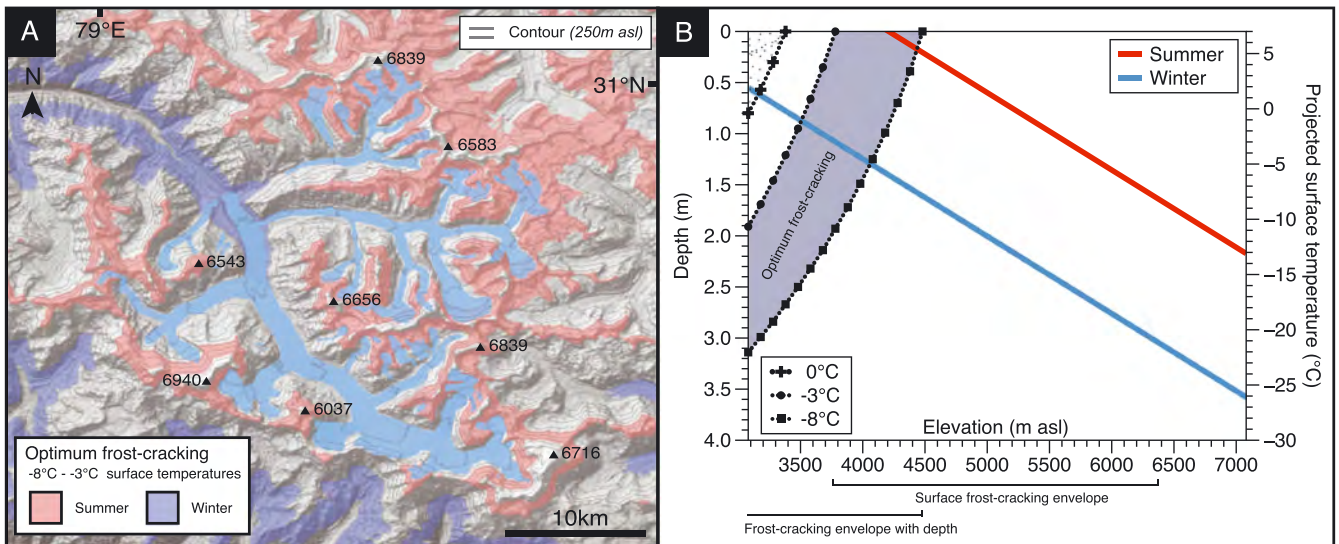 A
79°E
Contour (250m asl)
N
6839
31°N
6583
6543
6656
6839
6940
6037
6716
Optimum frost-cracking
-8°C - -3°C surface temperatures
Summer
Winter
10km
B
Summer
Winter
0
0.5
1.0
1.5
2.0
2.5
3.0
3.5
4.0
Depth (m)
Optimum frost-cracking
0°C
-3°C
-8°C
5
0
−5
−10
−15
−20
−25
−30
Projected surface temperature (°C)
Elevation (m asl)
3500 4000 4500 5000 5500 6000 6500 7000
Surface frost-cracking envelope
Frost-cracking envelope with depth